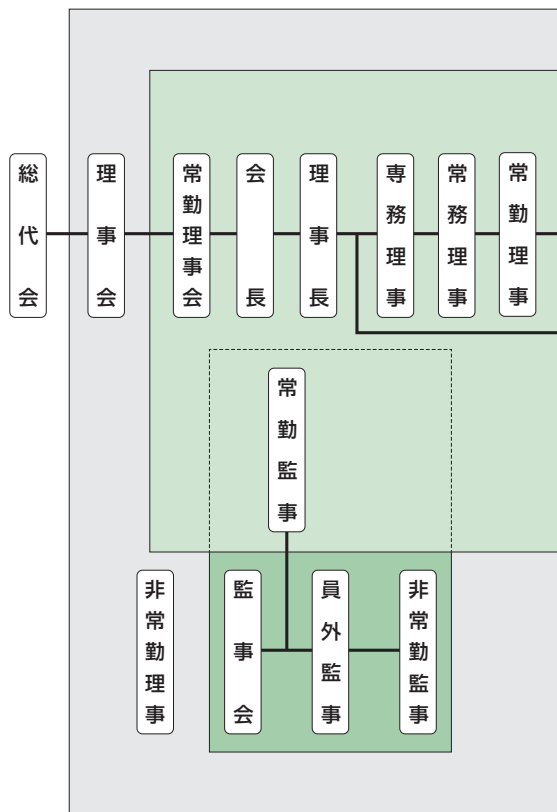 総代会
理事会
常勤理事会
会長
理事長
専務理事
常務理事
常勤理事
常勤監事
非常勤理事
監事会
員外監事
非常勤監事